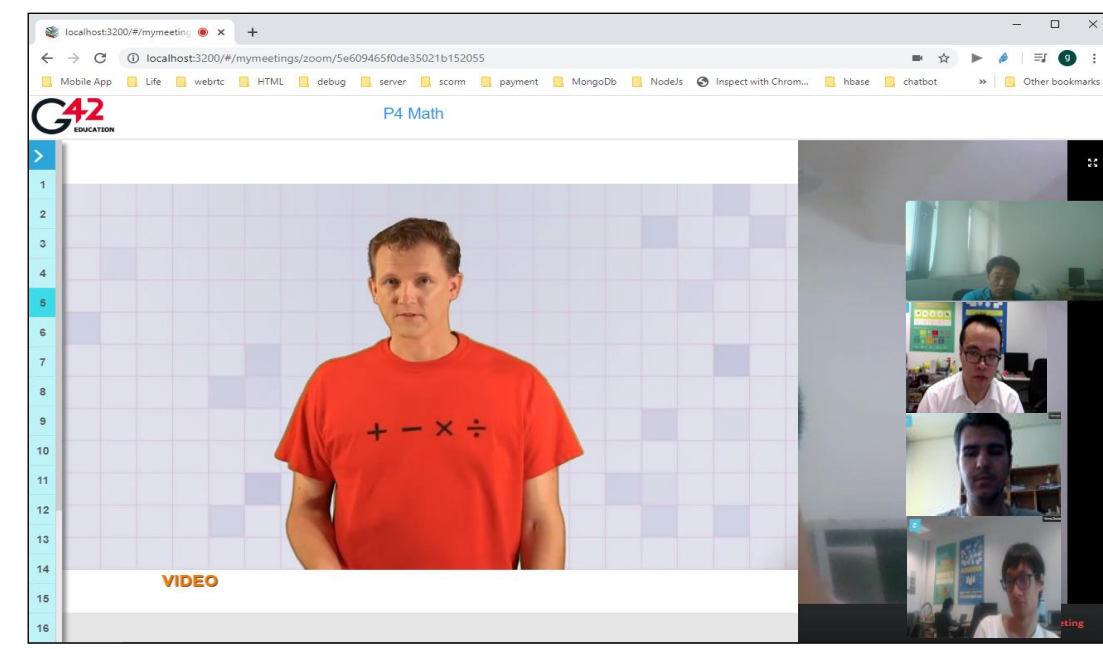 localhost:3200/#/mymeeting
localhost:3200/#/mymeetings/zoom/5e609465f0de35021b152055
g
Mobile App Life webrtc HTML debug server scorm payment MongoDb NodeJs Inspect with Chrom... hbase chatbot » Other bookmarks
G42
EDUCATION
P4 Math
1
2
3
4
5
6
7
8
9
10
11
12
13
14
15
16
+ − × ÷
VIDEO
eting